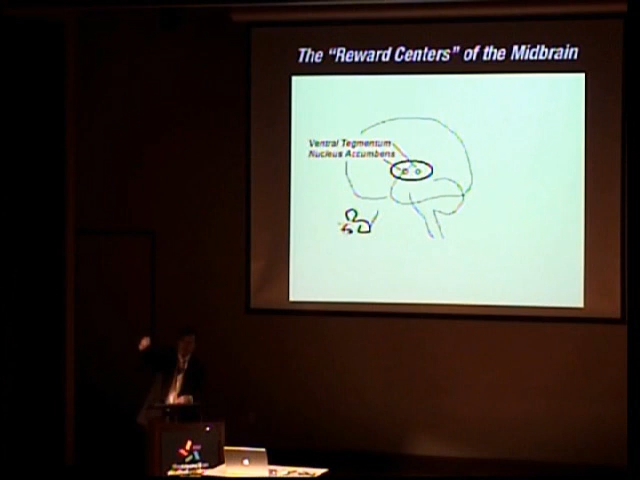 The "Reward Centers" of the Midbrain
Ventral Tegmentum
Nucleus Accumbens